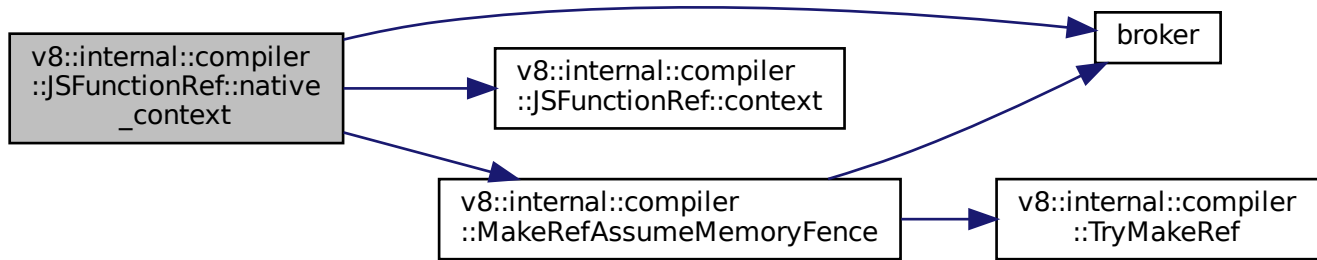 v8::internal::compiler
::JSFunctionRef::native
_context
broker
v8::internal::compiler
::JSFunctionRef::context
v8::internal::compiler
::MakeRefAssumeMemoryFence
v8::internal::compiler
::TryMakeRef